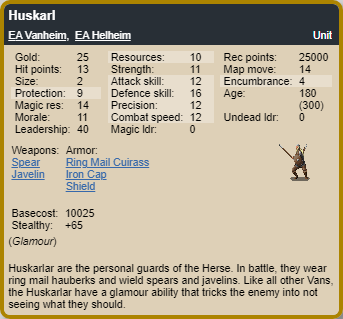 Huskarl
EA Vanheim, EA Helheim Unit
Gold: 25 Resources: 10 Rec points: 25000
Hit points: 13 Strength: 11 Map move: 14
Size: 2 Attack skill: 12 Encumbrance: 4
Protection: 9 Defence skill: 16 Age: 180
Magic res: 14 Precision: 12 (300)
Morale: 11 Combat speed: 12 Undead ldr: 0
Leadership: 40 Magic ldr: 0
Weapons: Armor:
Spear Ring Mail Cuirass
Javelin Iron Cap
Shield
Basecost: 10025
Stealthy: +65
(Glamour)
Huskarlar are the personal guards of the Herse. In battle, they wear
ring mail hauberks and wield spears and javelins. Like all other Vans,
the Huskarlar have a glamour ability that tricks the enemy into not
seeing what they should.